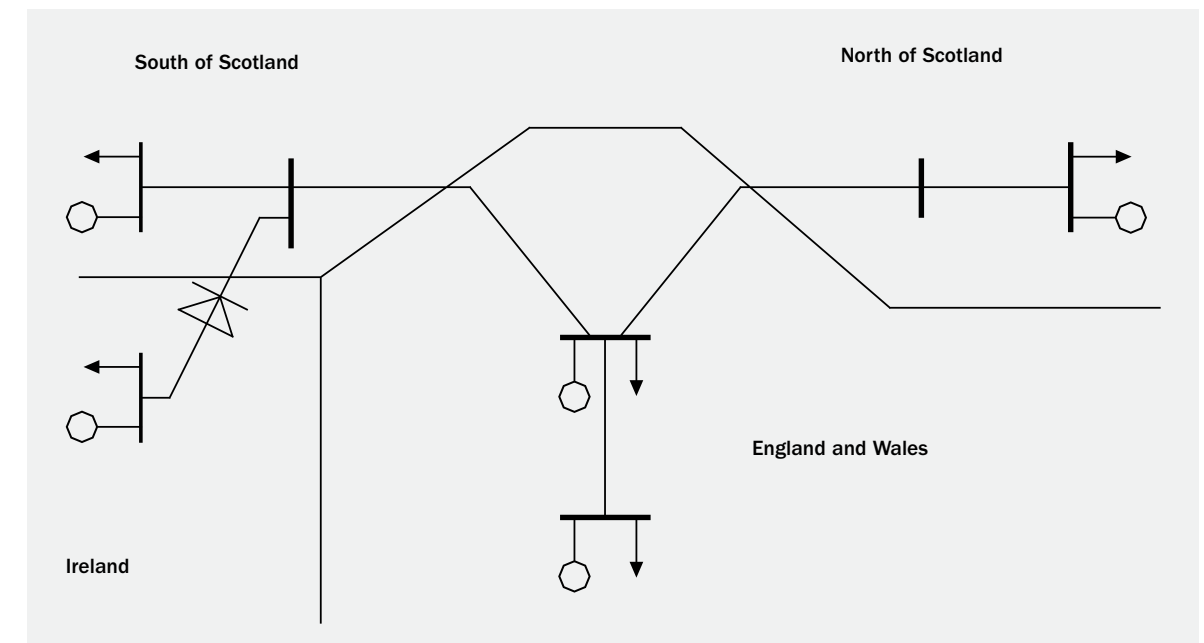 South of Scotland
North of Scotland
England and Wales
Ireland